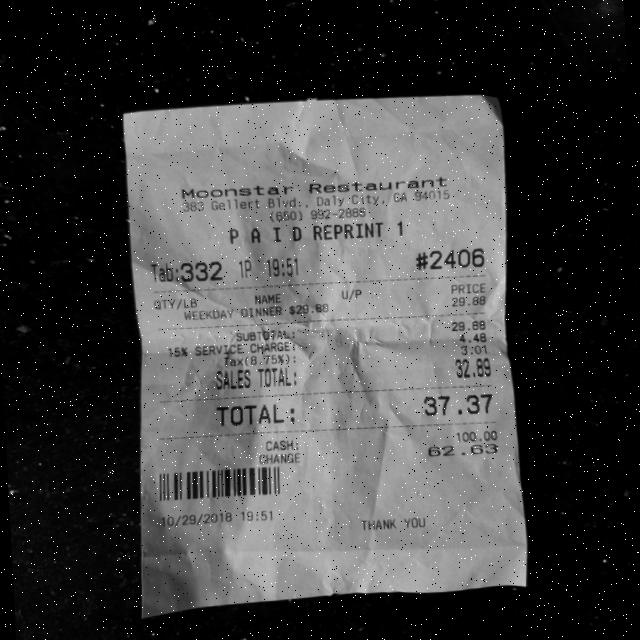 Moonstar Restaurant
383 Gellert Blvd., Daly City, CA 94015
(650) 992-2885
P A I D REPRINT 1
Tab:332 1P 19:51 #2406
QTY/LB NAME U/P PRICE
WEEKDAY DINNER $29.88 29.88
SUBTOTAL: 29.88
15% SERVICE CHARGE: 4.48
Tax (8.75%): 3.01
SALES TOTAL: 32.89
TOTAL: 37.37
CASH: 100.00
CHANGE 62.63
10/29/2018 19:51 THANK YOU